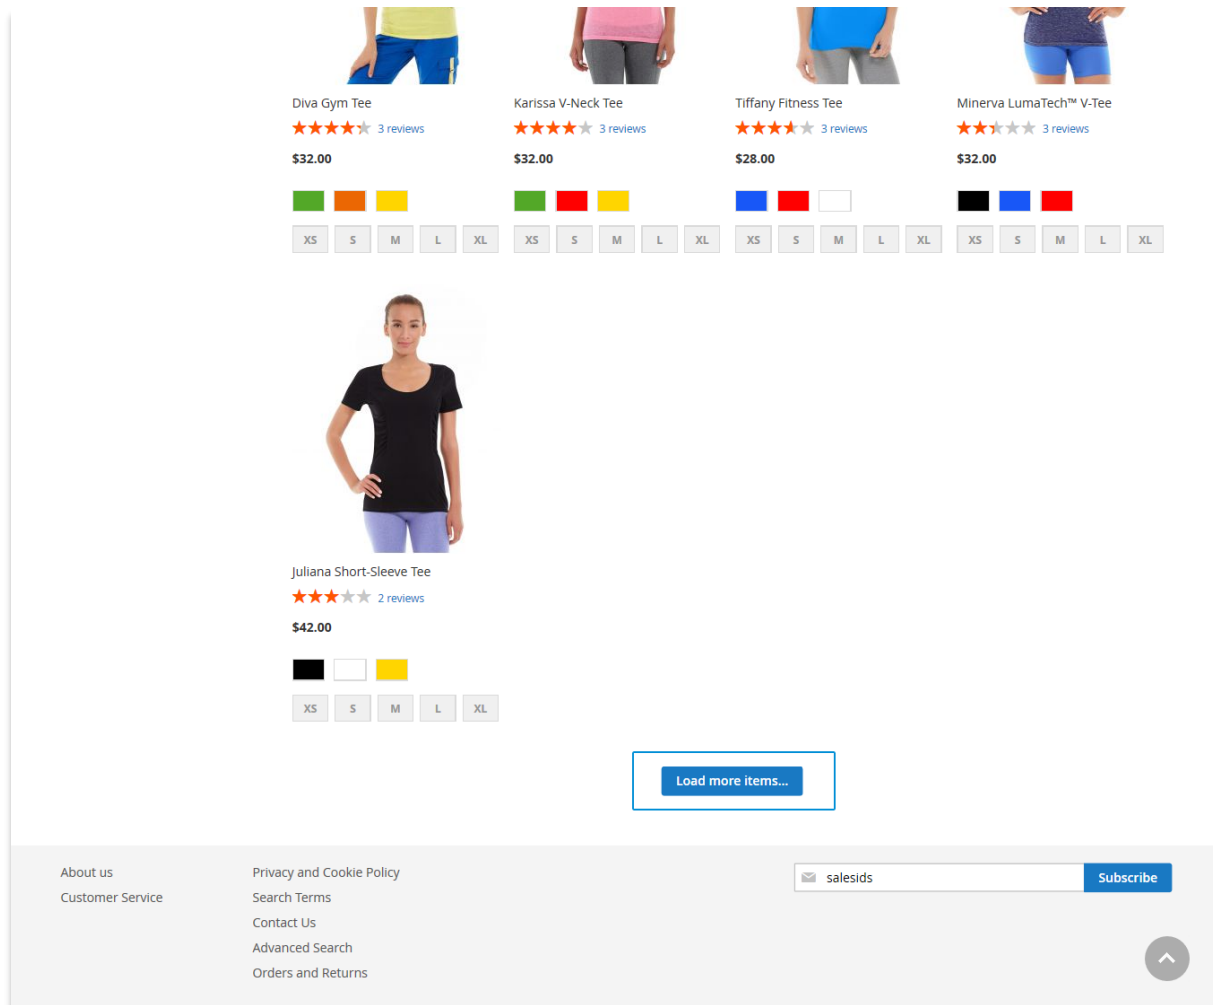 Diva Gym Tee
3 reviews
$32.00
XS S M L XL
Karissa V-Neck Tee
3 reviews
$32.00
XS S M L XL
Tiffany Fitness Tee
3 reviews
$28.00
XS S M L XL
Minerva LumaTech™ V-Tee
3 reviews
$32.00
XS S M L XL
Juliana Short-Sleeve Tee
2 reviews
$42.00
XS S M L XL
Load more items...
About us
Customer Service
Privacy and Cookie Policy
Search Terms
Contact Us
Advanced Search
Orders and Returns
salesids
Subscribe